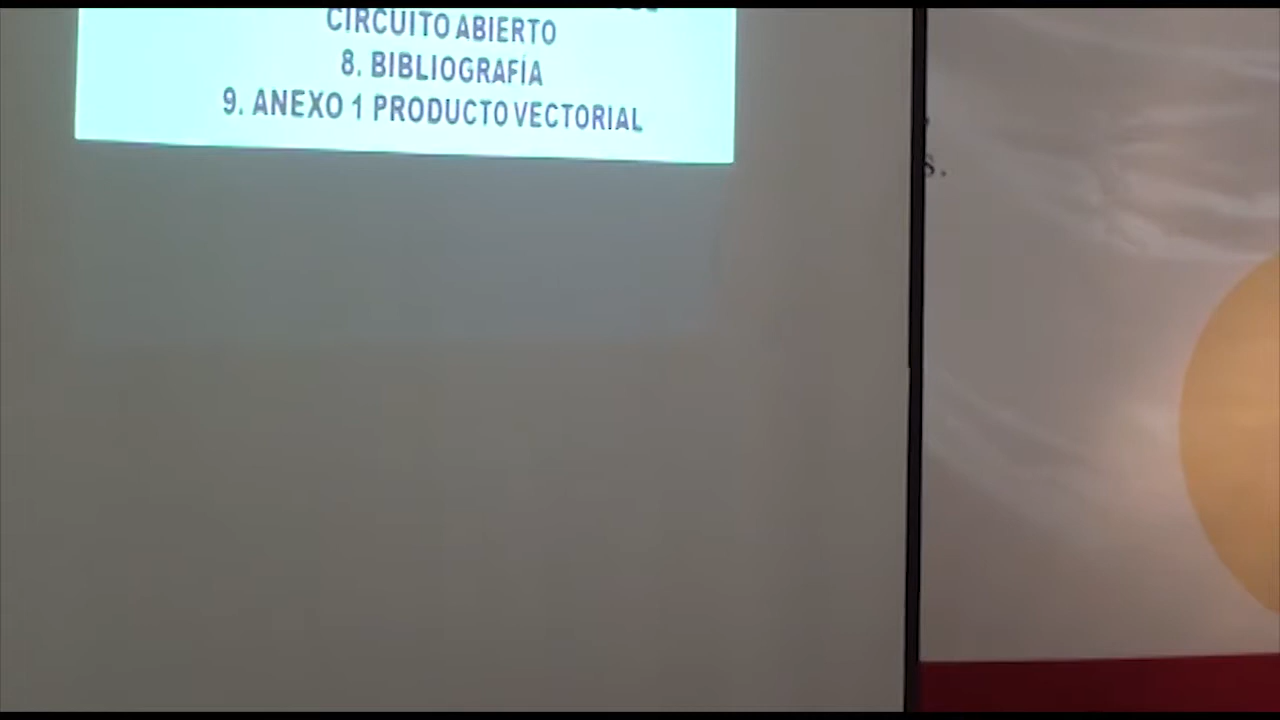 CIRCUITO ABIERTO
8. BIBLIOGRAFÍA
9. ANEXO 1 PRODUCTO VECTORIAL
s.